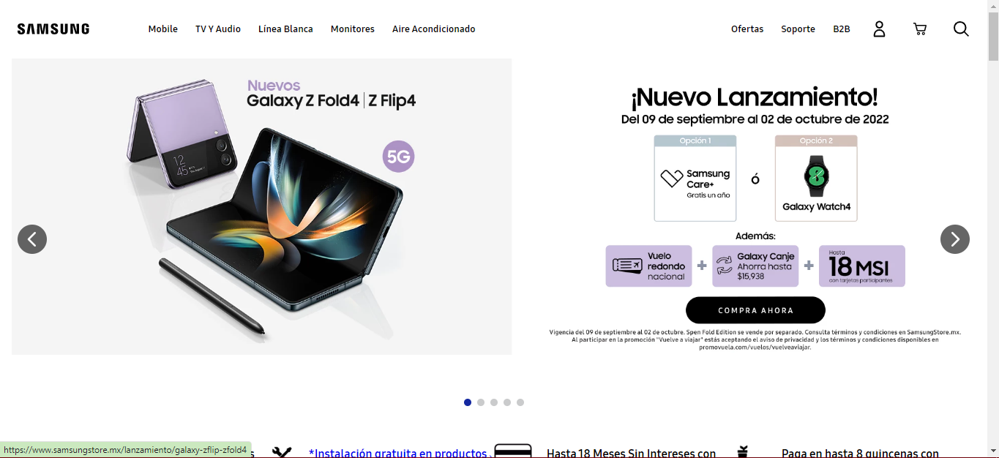 SAMSUNG
Mobile
TV Y Audio
Línea Blanca
Monitores
Aire Acondicionado
Ofertas
Soporte
B2B
Nuevos
Galaxy Z Fold4 | Z Flip4
5G
12
45
¡Nuevo Lanzamiento!
Del 09 de septiembre al 02 de octubre de 2022
Opción 1
Samsung
Care+
Gratis un año
ó
Opción 2
Galaxy Watch4
Además:
Vuelo
redondo
nacional
+
Galaxy Canje
Ahorra hasta
$15,938
+
Hasta
18 MSI
con tarjetas participantes
COMPRA AHORA
Vigencia del 09 de septiembre al 02 de octubre. Spen Fold Edition se vende por separado. Consulta términos y condiciones en SamsungStore.mx.
Al participar en la promoción "Vuelve a viajar" estás aceptando el aviso de privacidad y los términos y condiciones disponibles en
promovuela.com/vuelos/vuelveaviajar.
https://www.samsungstore.mx/lanzamiento/galaxy-zflip-zfold4
*Instalación gratuita en productos
Hasta 18 Meses Sin Intereses con
Paga en hasta 8 quincenas con